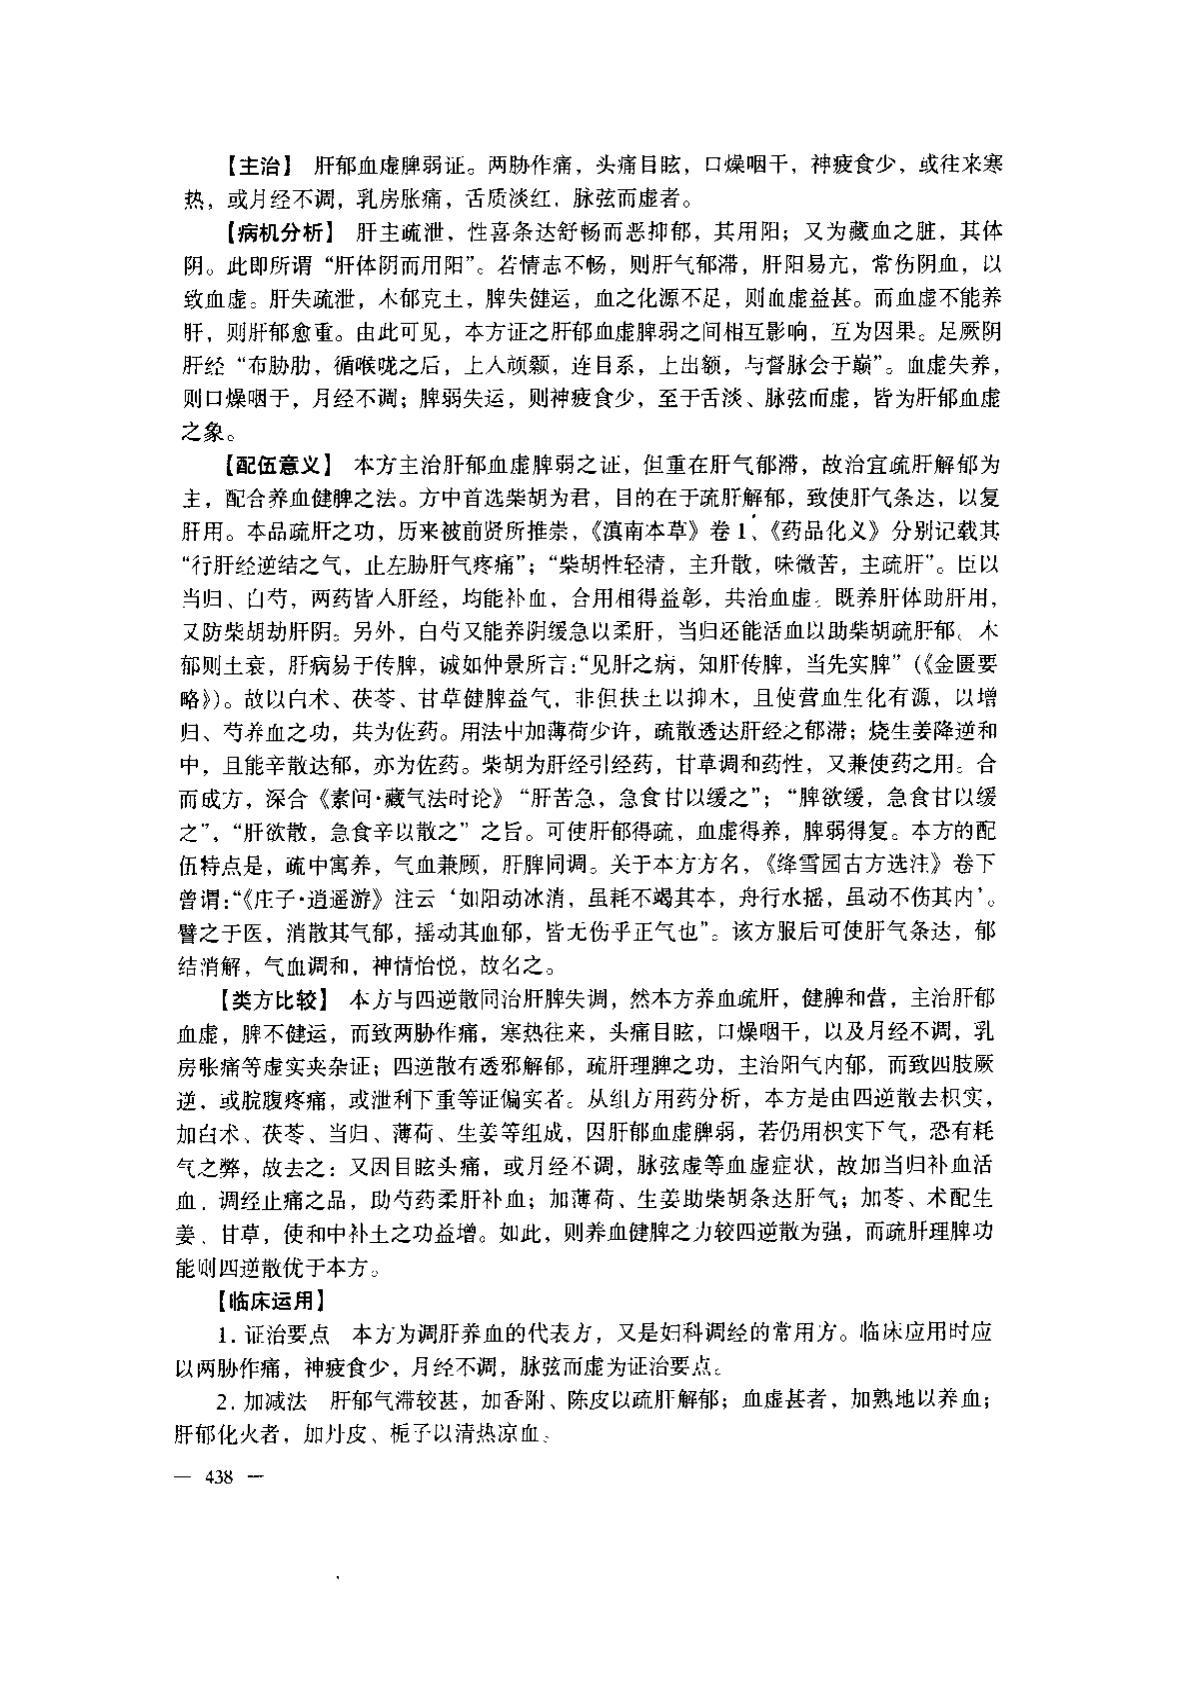 【主治】 肝郁血虚脾弱证。两胁作痛，头痛目眩，口燥咽干，神疲食少，或往来寒
热，或月经不调，乳房胀痛，舌质淡红，脉弦而虚者。
【病机分析】 肝主疏泄，性喜条达舒畅而恶抑郁，其用阳；又为藏血之脏，其体
阴。此即所谓“肝体阴而用阳”。若情志不畅，则肝气郁滞，肝阳易亢，常伤阴血，以
致血虚。肝失疏泄，木郁克土，脾失健运，血之化源不足，则血虚益甚。而血虚不能养
肝，则肝郁愈重。由此可见，本方证之肝郁血虚脾弱之间相互影响，互为因果。足厥阴
肝经“布胁肋，循喉咙之后，上入颃颡，连目系，上出额，与督脉会于巅”。血虚失养，
则口燥咽干，月经不调；脾弱失运，则神疲食少，至于舌淡、脉弦而虚，皆为肝郁血虚
之象。
【配伍意义】 本方主治肝郁血虚脾弱之证，但重在肝气郁滞，故治宜疏肝解郁为
主，配合养血健脾之法。方中首选柴胡为君，目的在于疏肝解郁，致使肝气条达，以复
肝用。本品疏肝之功，历来被前贤所推崇，《滇南本草》卷1、《药品化义》分别记载其
“行肝经逆结之气，止左胁肝气疼痛”；“柴胡性轻清，主升散，味微苦，主疏肝”。臣以
当归、白芍，两药皆入肝经，均能补血，合用相得益彰，共治血虚。既养肝体助肝用，
又防柴胡劫肝阴。另外，白芍又能养阴缓急以柔肝，当归还能活血以助柴胡疏肝郁。木
郁则土衰，肝病易于传脾，诚如仲景所言：“见肝之病，知肝传脾，当先实脾”（《金匮要
略》）。故以白术、茯苓、甘草健脾益气，非但扶土以抑木，且使营血生化有源，以增
归、芍养血之功，共为佐药。用法中加薄荷少许，疏散透达肝经之郁滞；烧生姜降逆和
中，且能辛散达郁，亦为佐药。柴胡为肝经引经药，甘草调和药性，又兼使药之用。合
而成方，深合《素问·藏气法时论》“肝苦急，急食甘以缓之”；“脾欲缓，急食甘以缓
之”，“肝欲散，急食辛以散之”之旨。可使肝郁得疏，血虚得养，脾弱得复。本方的配
伍特点是，疏中寓养，气血兼顾，肝脾同调。关于本方方名，《绛雪园古方选注》卷下
曾谓：“《庄子·逍遥游》注云‘如阳动冰消，虽耗不竭其本，舟行水摇，虽动不伤其内’。
譬之于医，消散其气郁，摇动其血郁，皆无伤乎正气也”。该方服后可使肝气条达，郁
结消解，气血调和，神情怡悦，故名之。
【类方比较】 本方与四逆散同治肝脾失调，然本方养血疏肝，健脾和营，主治肝郁
血虚，脾不健运，而致两胁作痛，寒热往来，头痛目眩，口燥咽干，以及月经不调，乳
房胀痛等虚实夹杂证；四逆散有透邪解郁，疏肝理脾之功，主治阳气内郁，而致四肢厥
逆，或脘腹疼痛，或泄利下重等证偏实者。从组方用药分析，本方是由四逆散去枳实，
加白术、茯苓、当归、薄荷、生姜等组成，因肝郁血虚脾弱，若仍用枳实下气，恐有耗
气之弊，故去之；又因目眩头痛，或月经不调，脉弦虚等血虚症状，故加当归补血活
血，调经止痛之品，助芍药柔肝补血；加薄荷、生姜助柴胡条达肝气；加苓、术配生
姜、甘草，使和中补土之功益增。如此，则养血健脾之力较四逆散为强，而疏肝理脾功
能则四逆散优于本方。
【临床运用】
1. 证治要点 本方为调肝养血的代表方，又是妇科调经的常用方。临床应用时应
以两胁作痛，神疲食少，月经不调，脉弦而虚为证治要点。
2. 加减法 肝郁气滞较甚，加香附、陈皮以疏肝解郁；血虚甚者，加熟地以养血；
肝郁化火者，加丹皮、栀子以清热凉血。
— 438 —